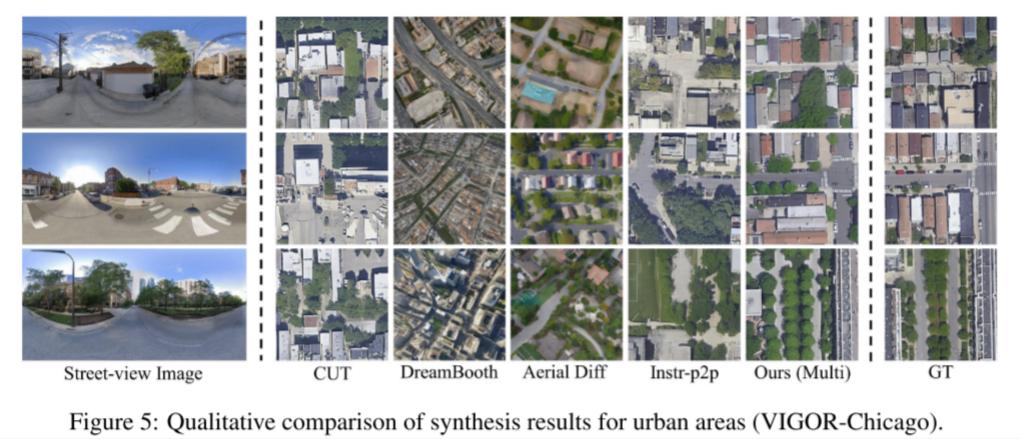 Street-view Image CUT DreamBooth Aerial Diff Instr-p2p Ours (Multi) GT
Figure 5: Qualitative comparison of synthesis results for urban areas (VIGOR-Chicago).